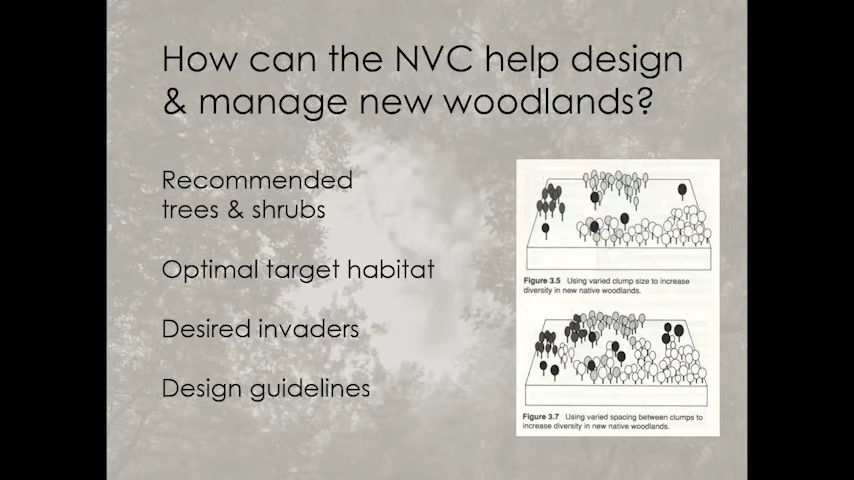 How can the NVC help design
& manage new woodlands?
Recommended
trees & shrubs
Optimal target habitat
Desired invaders
Design guidelines
Figure 3.5 Using varied clump size to increase
diversity in new native woodlands.
Figure 3.7 Using varied spacing between clumps to
increase diversity in new native woodlands.